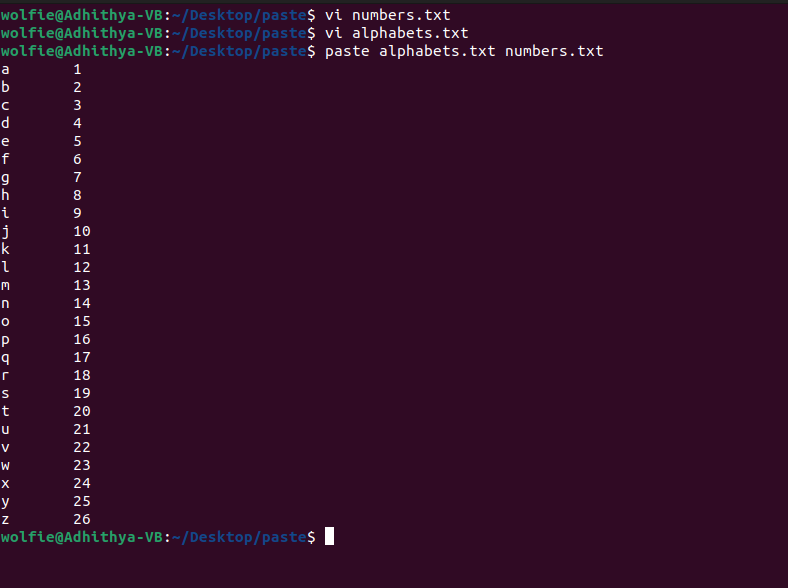 wolfie@Adhithya-VB:~/Desktop/paste$ vi numbers.txt
wolfie@Adhithya-VB:~/Desktop/paste$ vi alphabets.txt
wolfie@Adhithya-VB:~/Desktop/paste$ paste alphabets.txt numbers.txt
a	1
b	2
c	3
d	4
e	5
f	6
g	7
h	8
i	9
j	10
k	11
l	12
m	13
n	14
o	15
p	16
q	17
r	18
s	19
t	20
u	21
v	22
w	23
x	24
y	25
z	26
wolfie@Adhithya-VB:~/Desktop/paste$